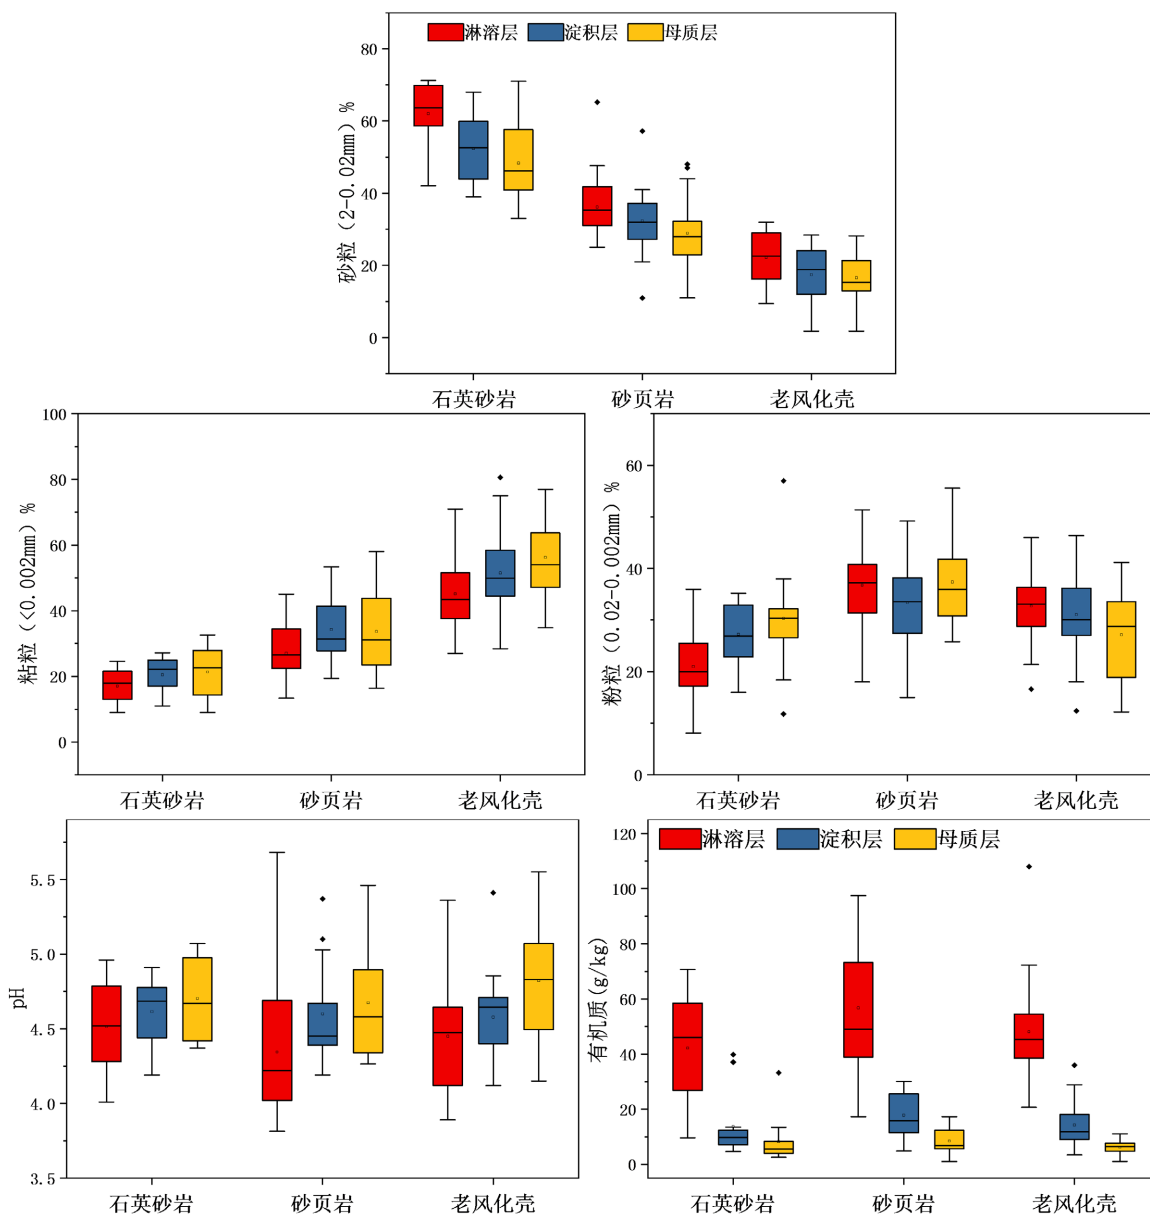 淋溶层 淀积层 母质层
80
60
40
20
0
砂粒（2-0.02mm）%
石英砂岩 砂页岩 老风化壳
100
80
60
40
20
0
粘粒（<0.002mm）%
石英砂岩 砂页岩 老风化壳
60
40
20
0
粉粒（0.02-0.002mm）%
石英砂岩 砂页岩 老风化壳
5.5
5.0
4.5
4.0
3.5
pH
石英砂岩 砂页岩 老风化壳
淋溶层 淀积层 母质层
120
100
80
60
40
20
0
有机质(g/kg)
石英砂岩 砂页岩 老风化壳